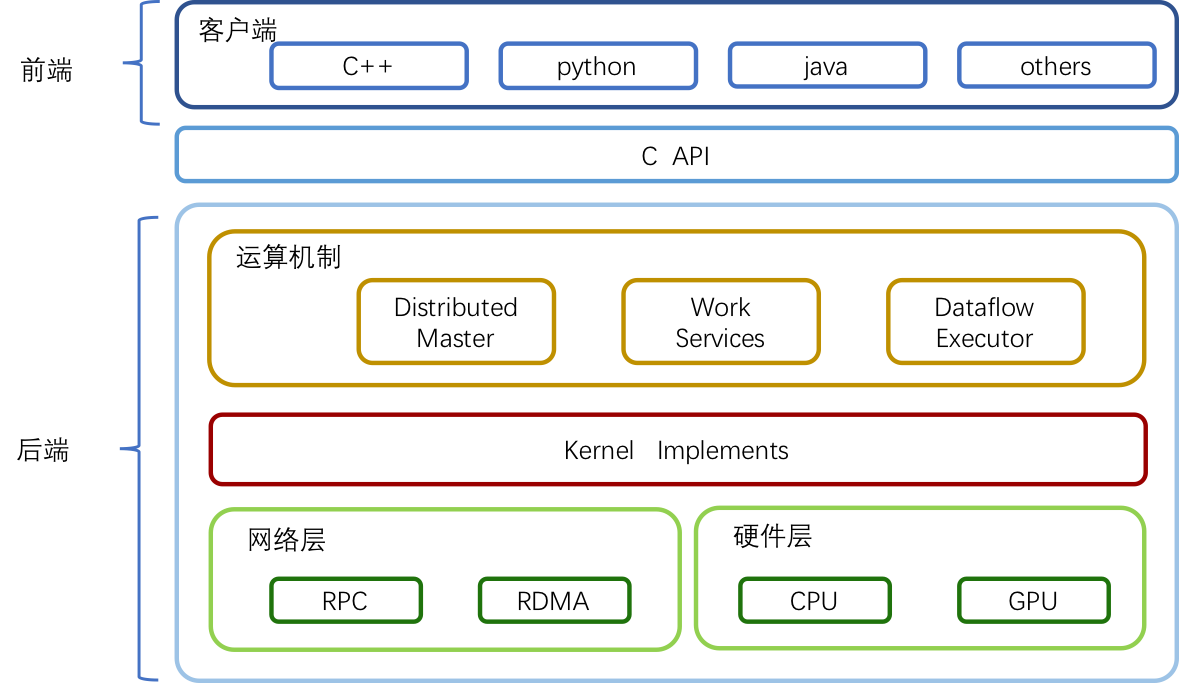 客户端
C++
python
java
others
前端
C API
运算机制
Distributed
Master
Work
Services
Dataflow
Executor
后端
Kernel Implements
网络层
RPC
RDMA
硬件层
CPU
GPU